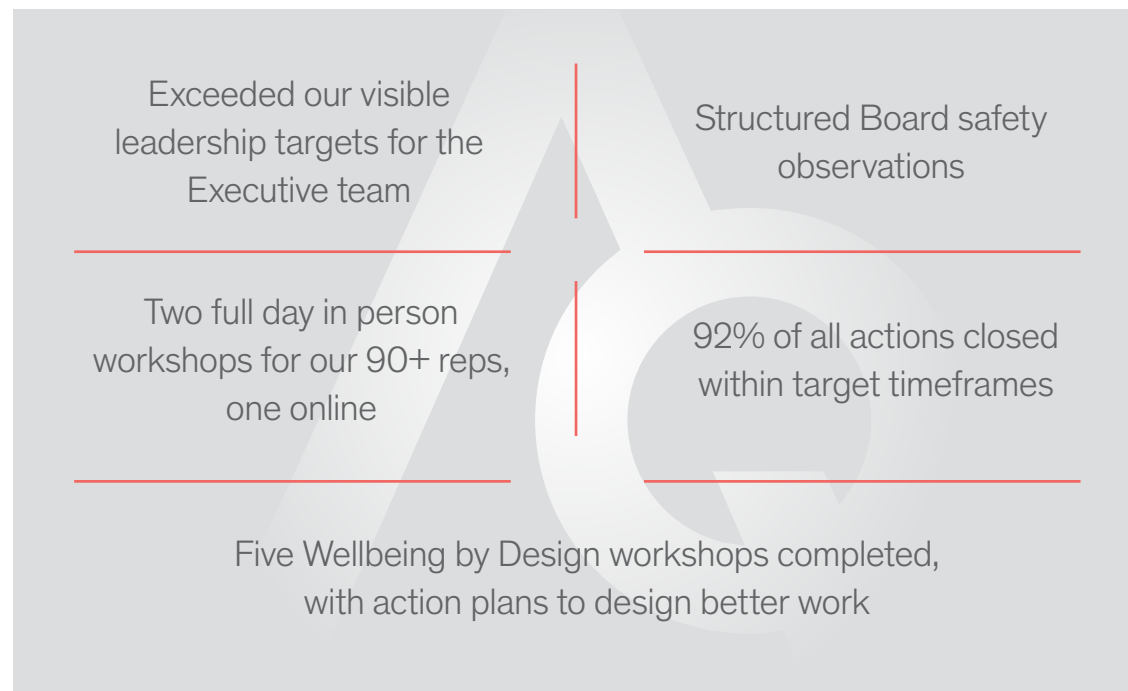 Exceeded our visible
leadership targets for the
Executive team
Structured Board safety
observations
Two full day in person
workshops for our 90+ reps,
one online
92% of all actions closed
within target timeframes
Five Wellbeing by Design workshops completed,
with action plans to design better work